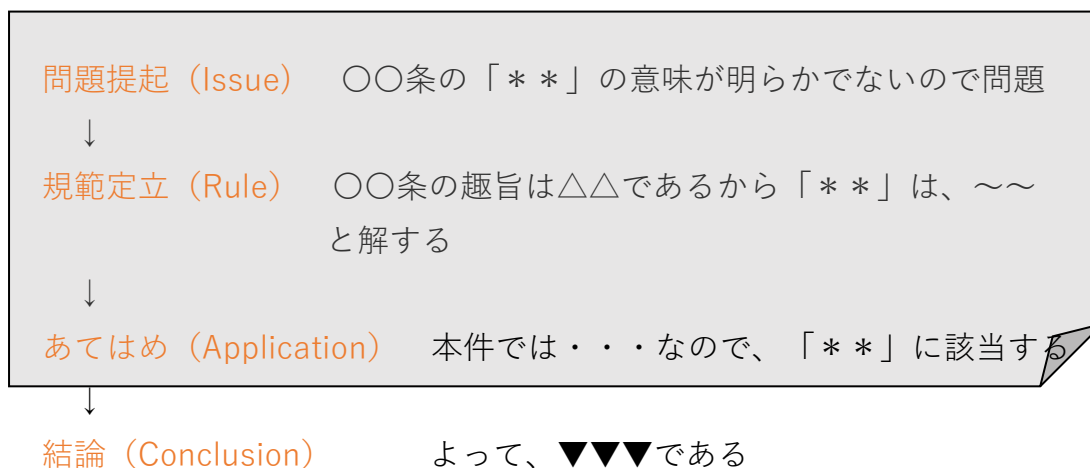 問題提起（Issue）　〇〇条の「＊＊」の意味が明らかでないので問題
↓
規範定立（Rule）　〇〇条の趣旨は△△であるから「＊＊」は、～～
と解する
↓
あてはめ（Application）　本件では・・・なので、「＊＊」に該当する
↓
結論（Conclusion）　よって、▼▼▼である